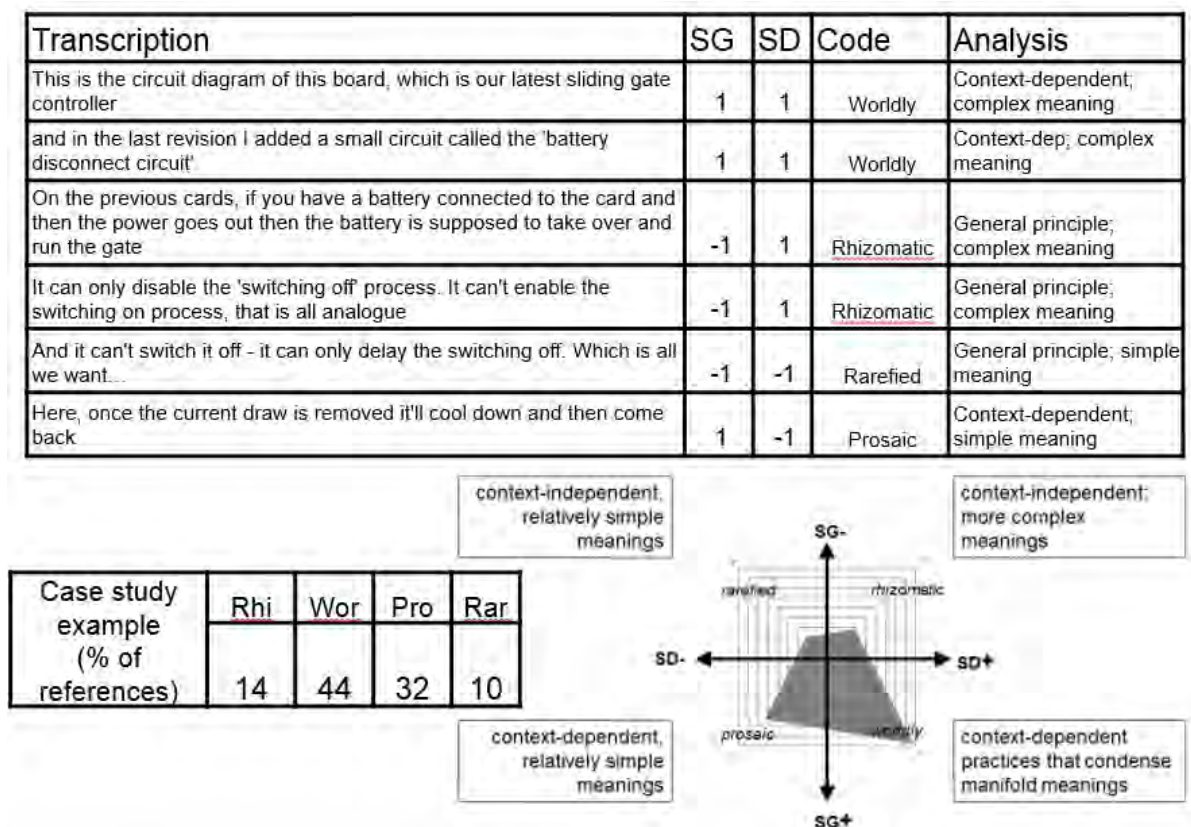 Transcription SG SD Code Analysis
This is the circuit diagram of this board, which is our latest sliding gate
controller
1 1 Worldly
Context-dependent;
complex meaning
and in the last revision I added a small circuit called the 'battery
disconnect circuit'
1 1 Worldly
Context-dep; complex
meaning
On the previous cards, if you have a battery connected to the card and
then the power goes out then the battery is supposed to take over and
run the gate
-1 1 Rhizomatic
General principle;
complex meaning
It can only disable the 'switching off' process. It can't enable the
switching on process, that is all analogue
-1 1 Rhizomatic
General principle;
complex meaning
And it can't switch it off - it can only delay the switching off. Which is all
we want...
-1 -1 Rarefied
General principle; simple
meaning
Here, once the current draw is removed it'll cool down and then come
back
1 -1 Prosaic
Context-dependent;
simple meaning
context-independent,
relatively simple
meanings
context-independent;
more complex
meanings
Case study
example
(% of
references)
Rhi Wor Pro Rar
14 44 32 10
SG-
rarefied rhizomatic
SD- SD+
prosaic worldly
SG+
context-dependent,
relatively simple
meanings
context-dependent
practices that condense
manifold meanings